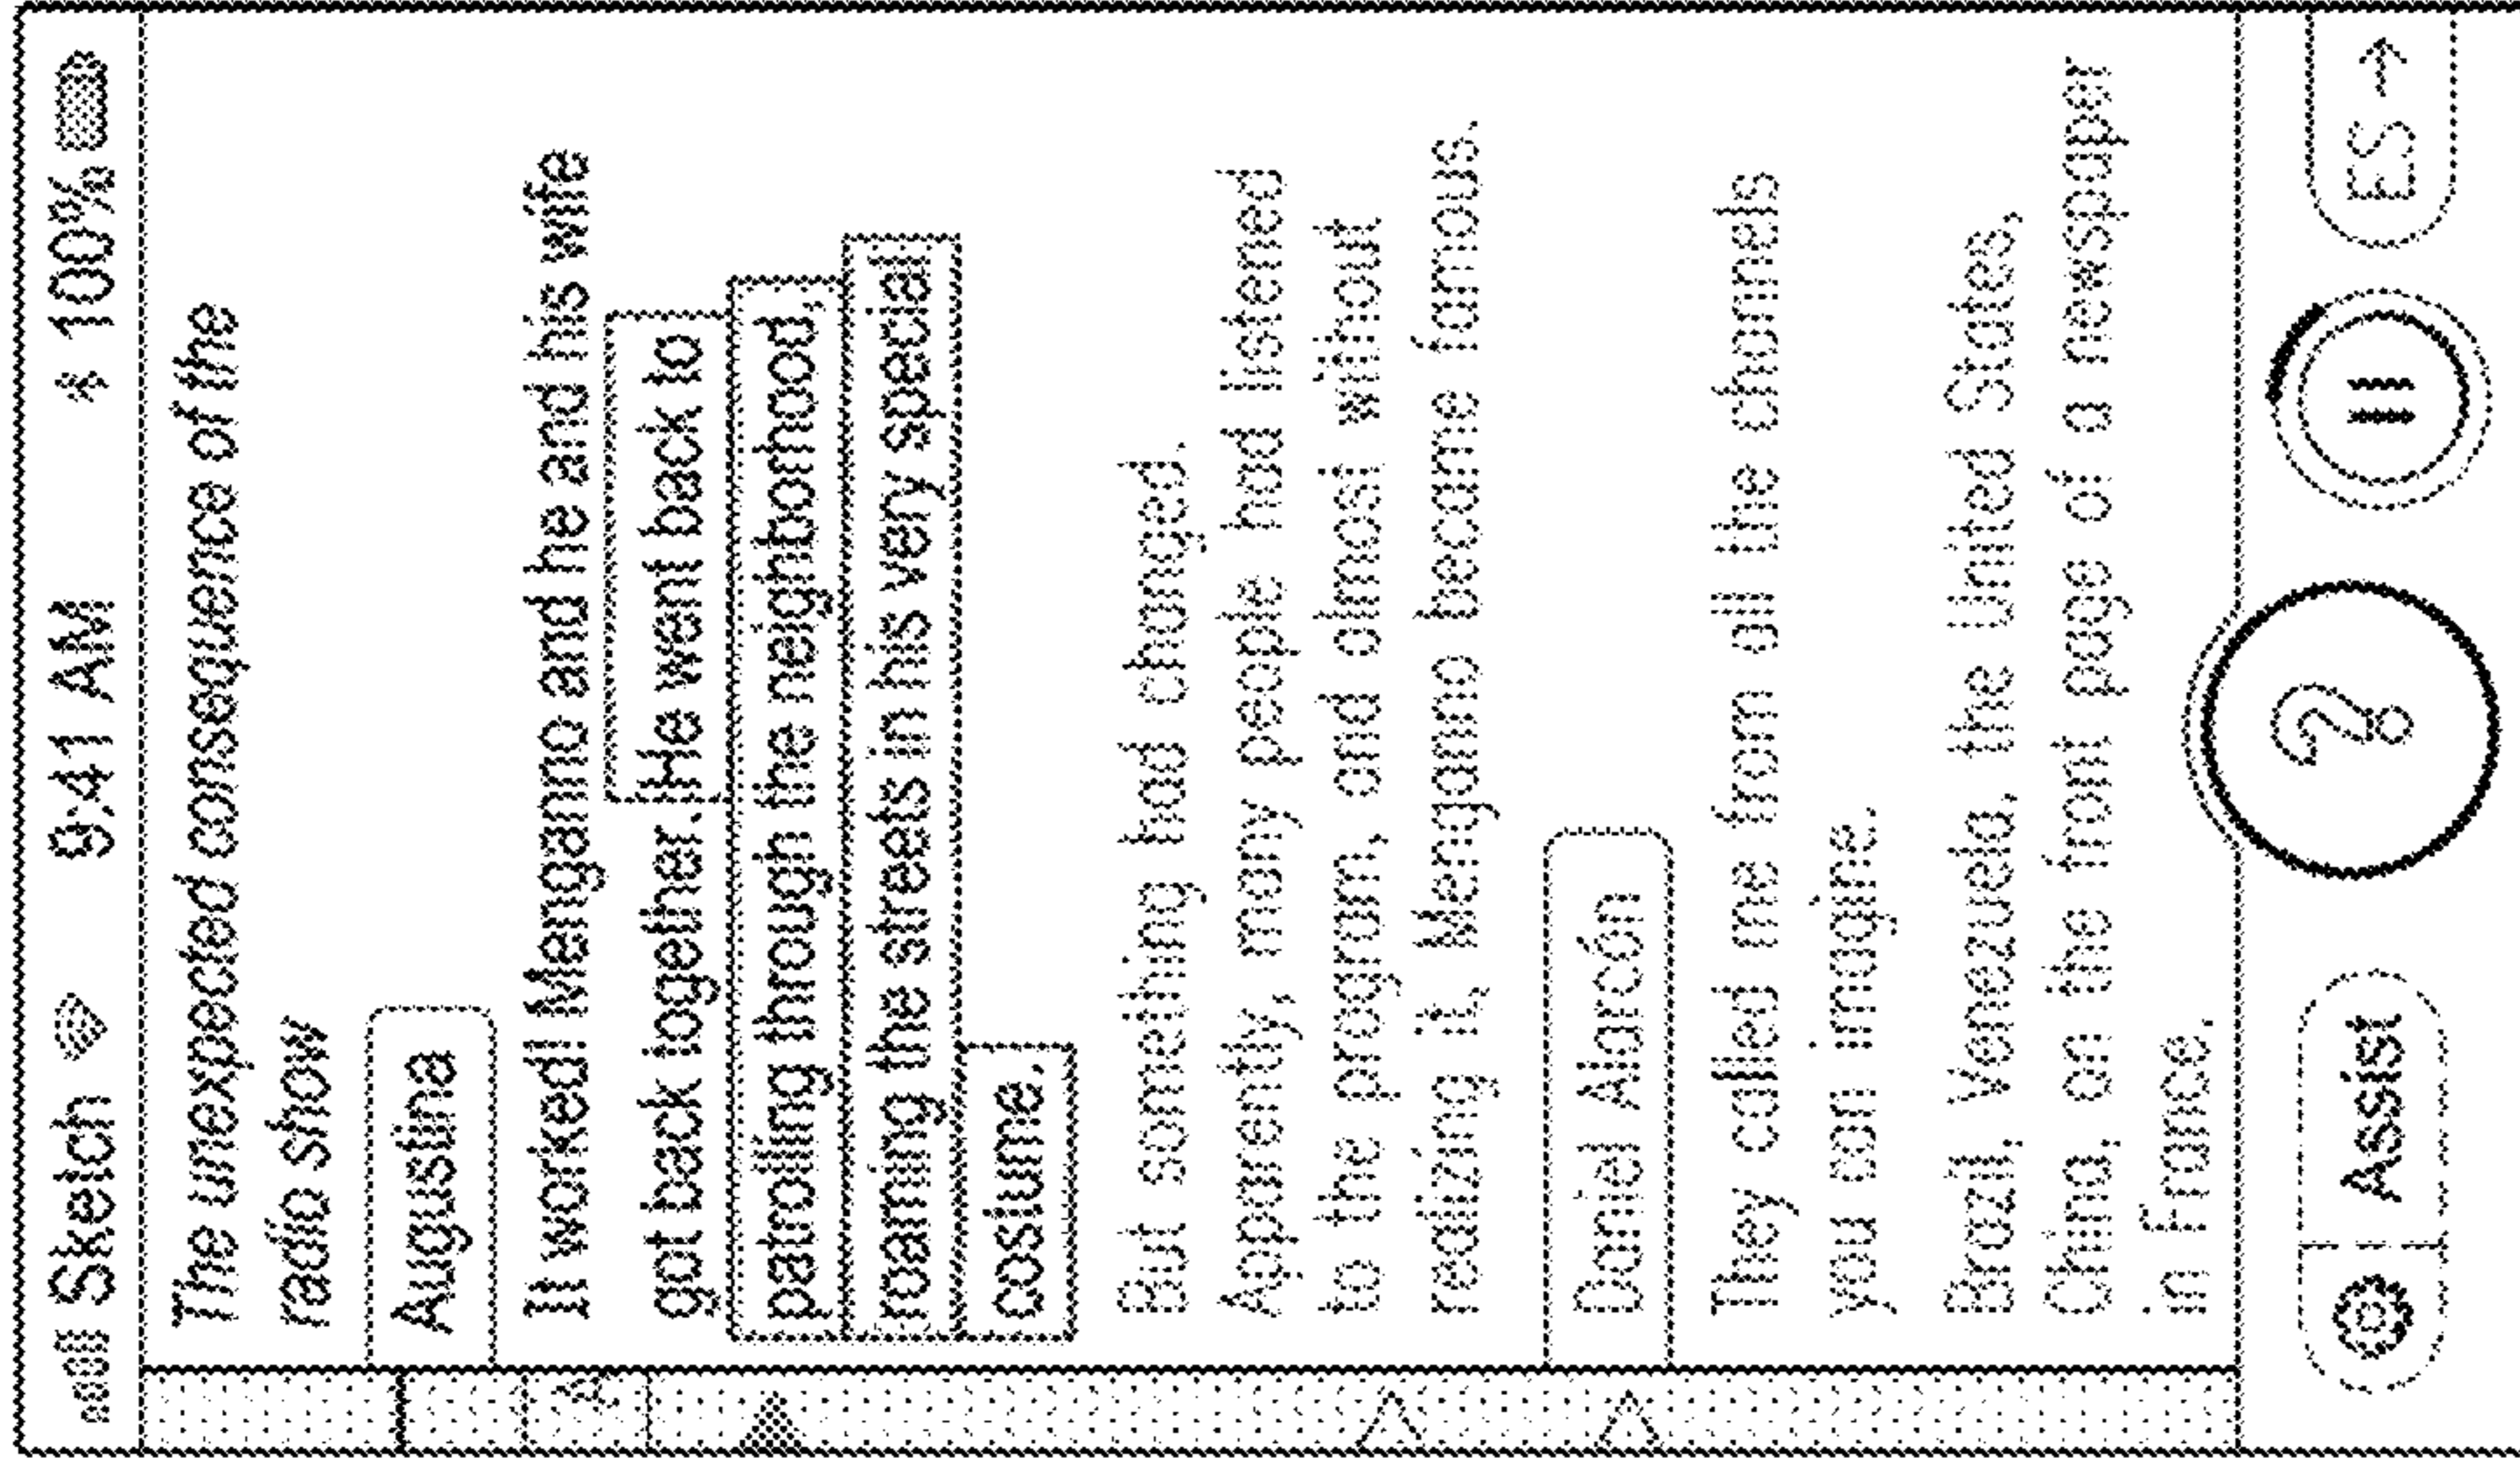 Sketch 9:41 AM * 100%
The unexpected consequence of the
radio show
Augustina
It worked! Mengano and he and his wife
got back together. He went back to
patrolling through the neighborhood,
roaming the streets in his very special
costume.
But something had changed.
Apparently, many people had listened
to the program, and almost without
realizing it, Mengano became famous.
Daniel Alarcón
They called me from all the channels
you can imagine.
Brazil, Venezuela, the United States,
China, on the front page of a newspaper
in France.
Assist
?
ES →